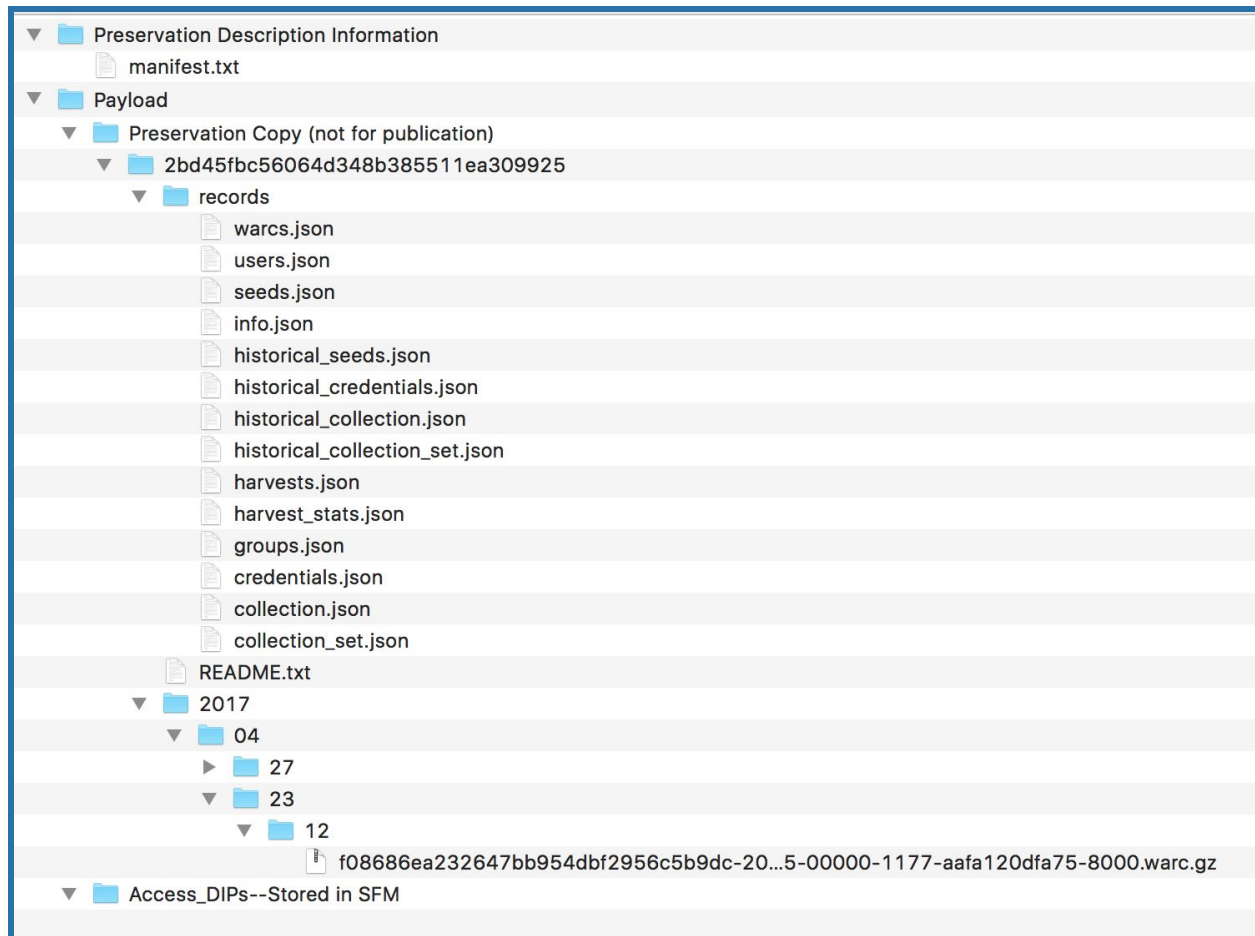 Preservation Description Information
manifest.txt
Payload
Preservation Copy (not for publication)
2bd45fbc56064d348b385511ea309925
records
warcs.json
users.json
seeds.json
info.json
historical_seeds.json
historical_credentials.json
historical_collection.json
historical_collection_set.json
harvests.json
harvest_stats.json
groups.json
credentials.json
collection.json
collection_set.json
README.txt
2017
04
27
23
12
f08686ea232647bb954dbf2956c5b9dc-20...5-00000-1177-aafa120dfa75-8000.warc.gz
Access_DIPs--Stored in SFM